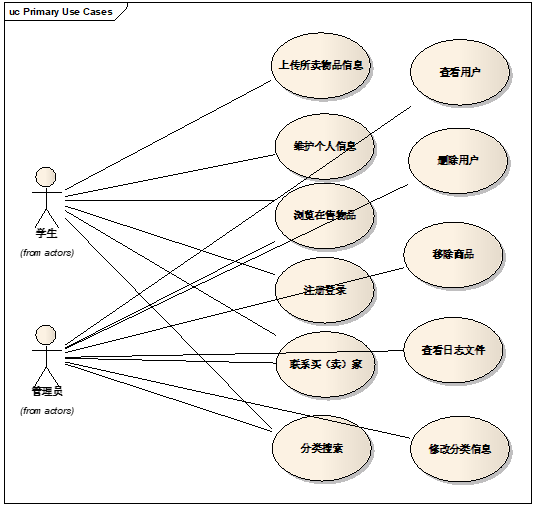 uc Primary Use Cases
上传所卖物品信息
查看用户
维护个人信息
删除用户
浏览在售物品
学生
(from actors)
移除商品
注册登录
查看日志文件
联系买（卖）家
管理员
(from actors)
分类搜索
修改分类信息